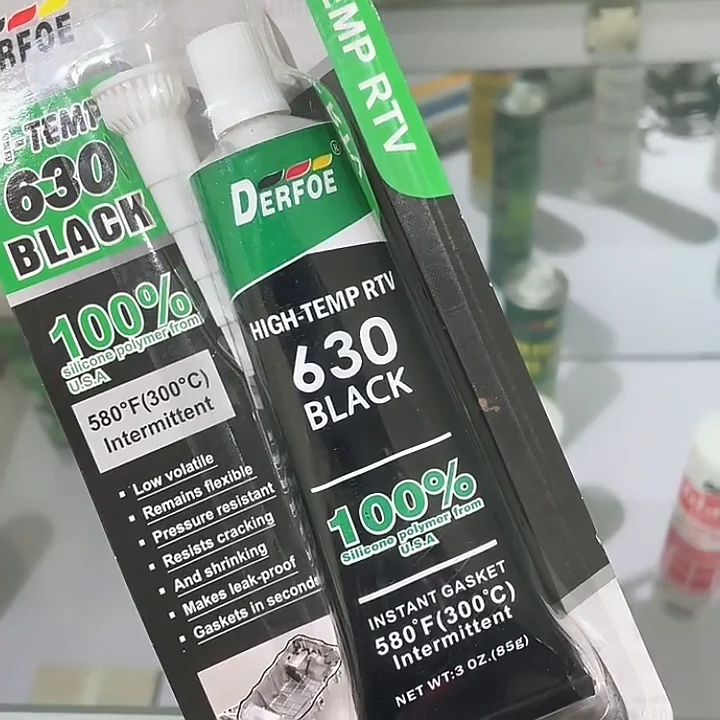 630
BLACK
100%
silicone polymer from
U.S.A
580°F(300°C)
Intermittent
Low volatile
Remains flexible
Pressure resistant
Resists cracking
And shrinking
Makes leak-proof
Gaskets in seconds
EMP RTV
DERFOE®
HIGH-TEMP RTV
630
BLACK
100%
Silicone polymer from
U.S.A
INSTANT GASKET
580°F(300°C)
Intermittent
NET WT:3 OZ.(85g)